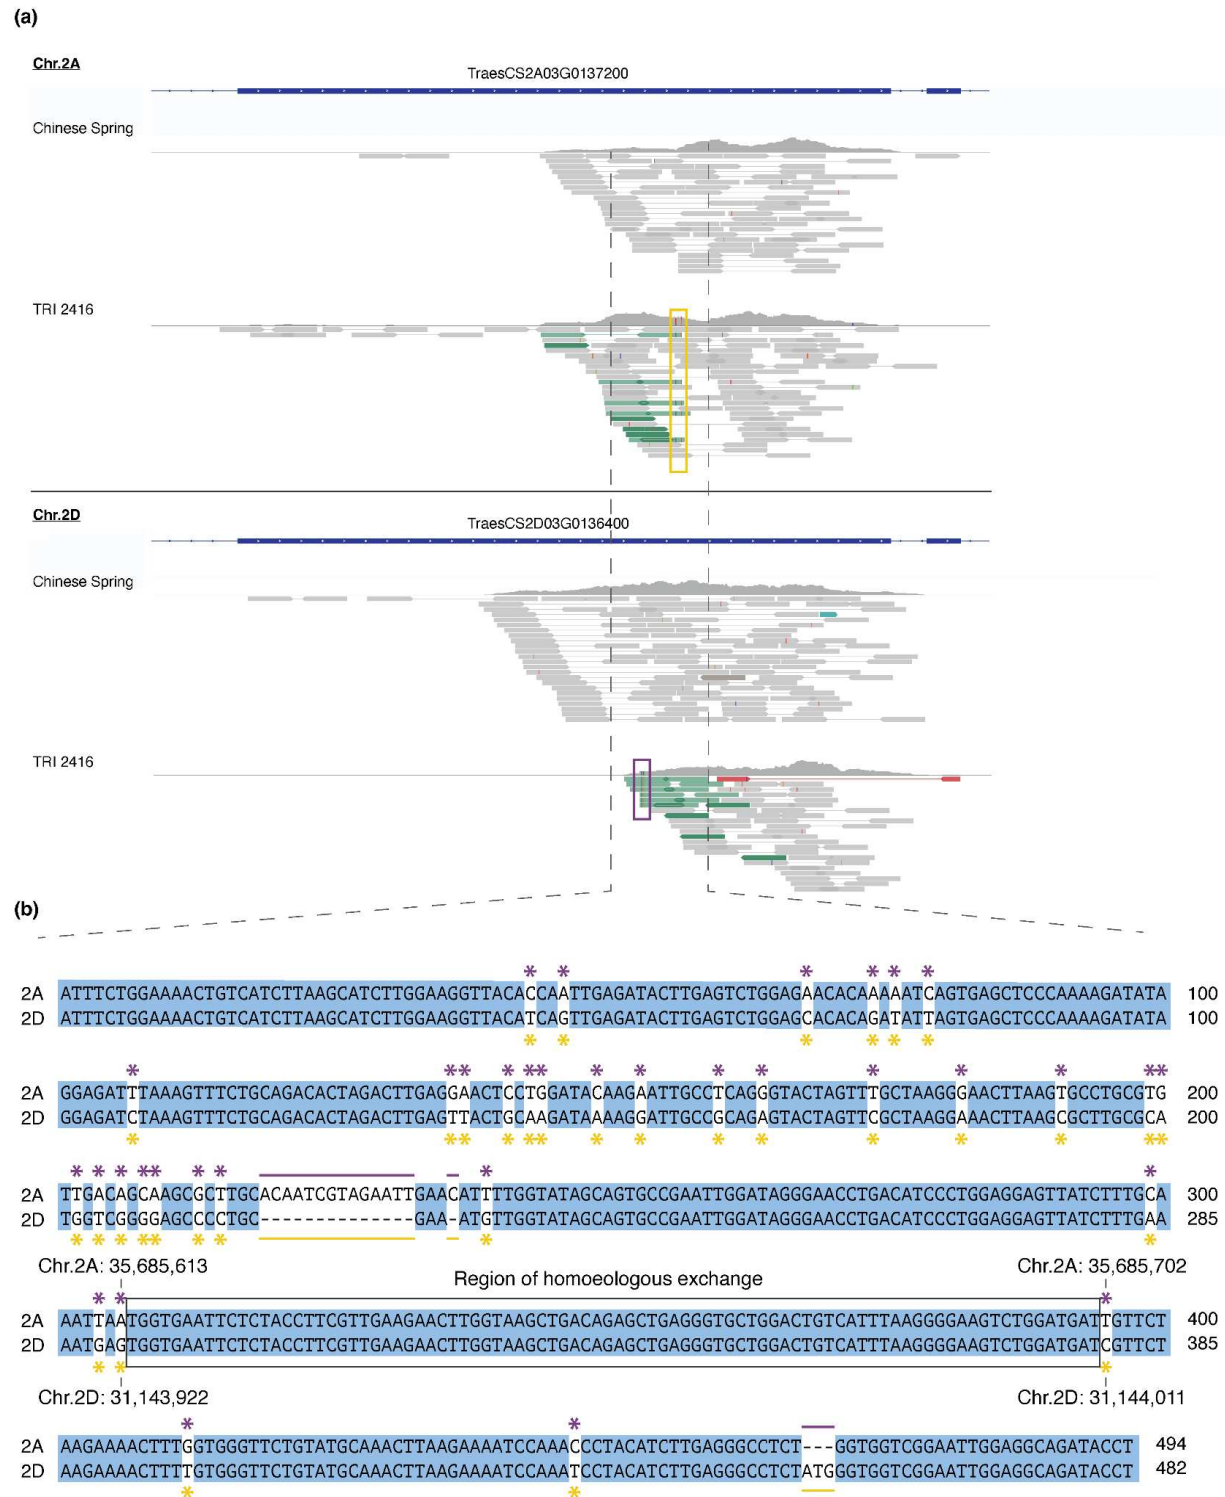 (a)
Chr.2A
TraesCS2A03G0137200
Chinese Spring
TRI 2416
Chr.2D
TraesCS2D03G0136400
Chinese Spring
TRI 2416
(b)
* * * * * *
2A ATTTCTGGAAAACTGTCATCTTAAGCATCTTGGAAGGTTACACCAATTGAGATACTTGAGTCTGGAGAACACAAAAATCAGTGAGCTCCCAAAAGATATA 100
2D ATTTCTGGAAAACTGTCATCTTAAGCATCTTGGAAGGTTACATCAGTTGAGATACTTGAGTCTGGAGCACACAGATATTAGTGAGCTCCCAAAAGATATA 100
* * * * * *
* ** * ** * * * * * * * **
2A GGAGATTTAAAGTTTCTGCAGACACTAGACTTGAGGAACTCCTGGATACAAGAATTGCCTCAGGGTACTAGTTTGCTAAGGGAACTTAAGTGCCTGCGTG 200
2D GGAGATCTAAAGTTTCTGCAGACACTAGACTTGAGTTACTGCAAGATAAAAGAATTGCCGCAGAGTACTAGTTCGCTAAGGAAACTTAAGCGCTTGCGCA 200
* ** * ** * * * * * * * **
* * * ** * * * *
2A TTGACAGCAAGCGCTTGCACAATCGTAGAATTGAACATTTTGGTATAGCAGTGCCGAATTGGATAGGGAACCTGACATCCCTGGAGGAGTTATCTTTGCA 300
2D TGGTCGGGGAGCCCCTGC--------------GAA-ATGTTGGTATAGCAGTGCCGAATTGGATAGGGAACCTGACATCCCTGGAGGAGTTATCTTTGAA 285
* * * ** * * * *
Chr.2A: 35,685,613 Region of homoeologous exchange Chr.2A: 35,685,702
* * *
2A AATTAATGGTGAATTCTCTACCTTCGTTGAAGAACTTGGTAAGCTGACAGAGCTGAGGGTGCTGGACTGTCATTTAAGGGGAAGTCTGGATGATTGTTCT 400
2D AATGAGTGGTGAATTCTCTACCTTCGTTGAAGAACTTGGTAAGCTGACAGAGCTGAGGGTGCTGGACTGTCATTTAAGGGGAAGTCTGGATGATCGTTCT 385
* * *
Chr.2D: 31,143,922 Chr.2D: 31,144,011
* *
2A AAGAAAACTTTGGTGGGTTCTGTATGCAAACTTAAGAAAATCCAAACCCTACATCTTGAGGGCCTCT---GGTGGTCGGAATTGGAGGCAGATACCT 494
2D AAGAAAACTTTTGTGGGTTCTGTATGCAAACTTAAGAAAATCCAAATCCTACATCTTGAGGGCCTCTATGGGTGGTCGGAATTGGAGGCAGATACCT 482
* *